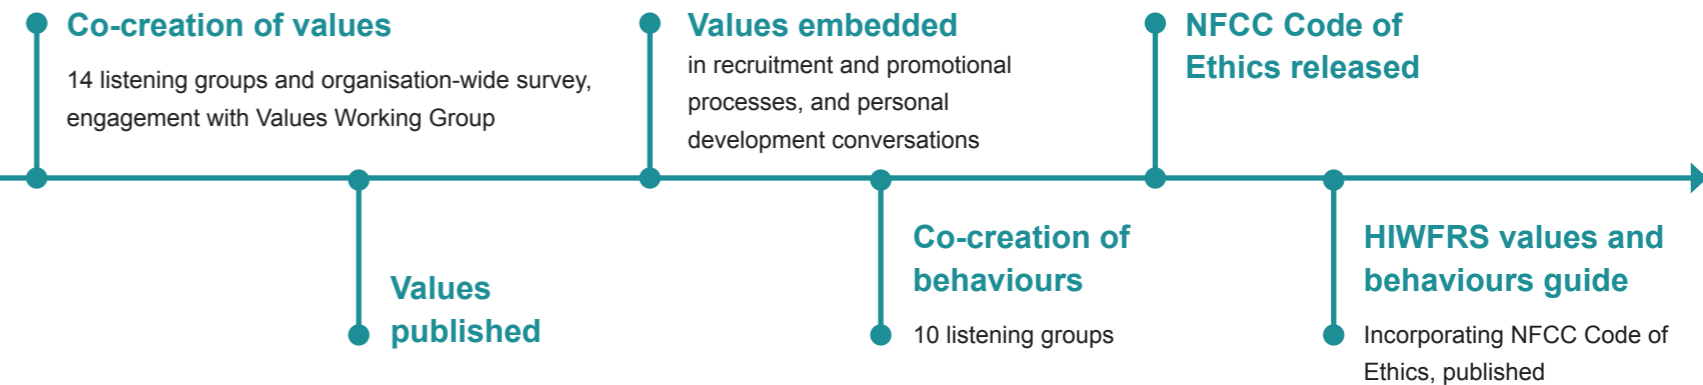 Co-creation of values
14 listening groups and organisation-wide survey,
engagement with Values Working Group
Values
published
Values embedded
in recruitment and promotional
processes, and personal
development conversations
Co-creation of
behaviours
10 listening groups
NFCC Code of
Ethics released
HIWFRS values and
behaviours guide
Incorporating NFCC Code of
Ethics, published